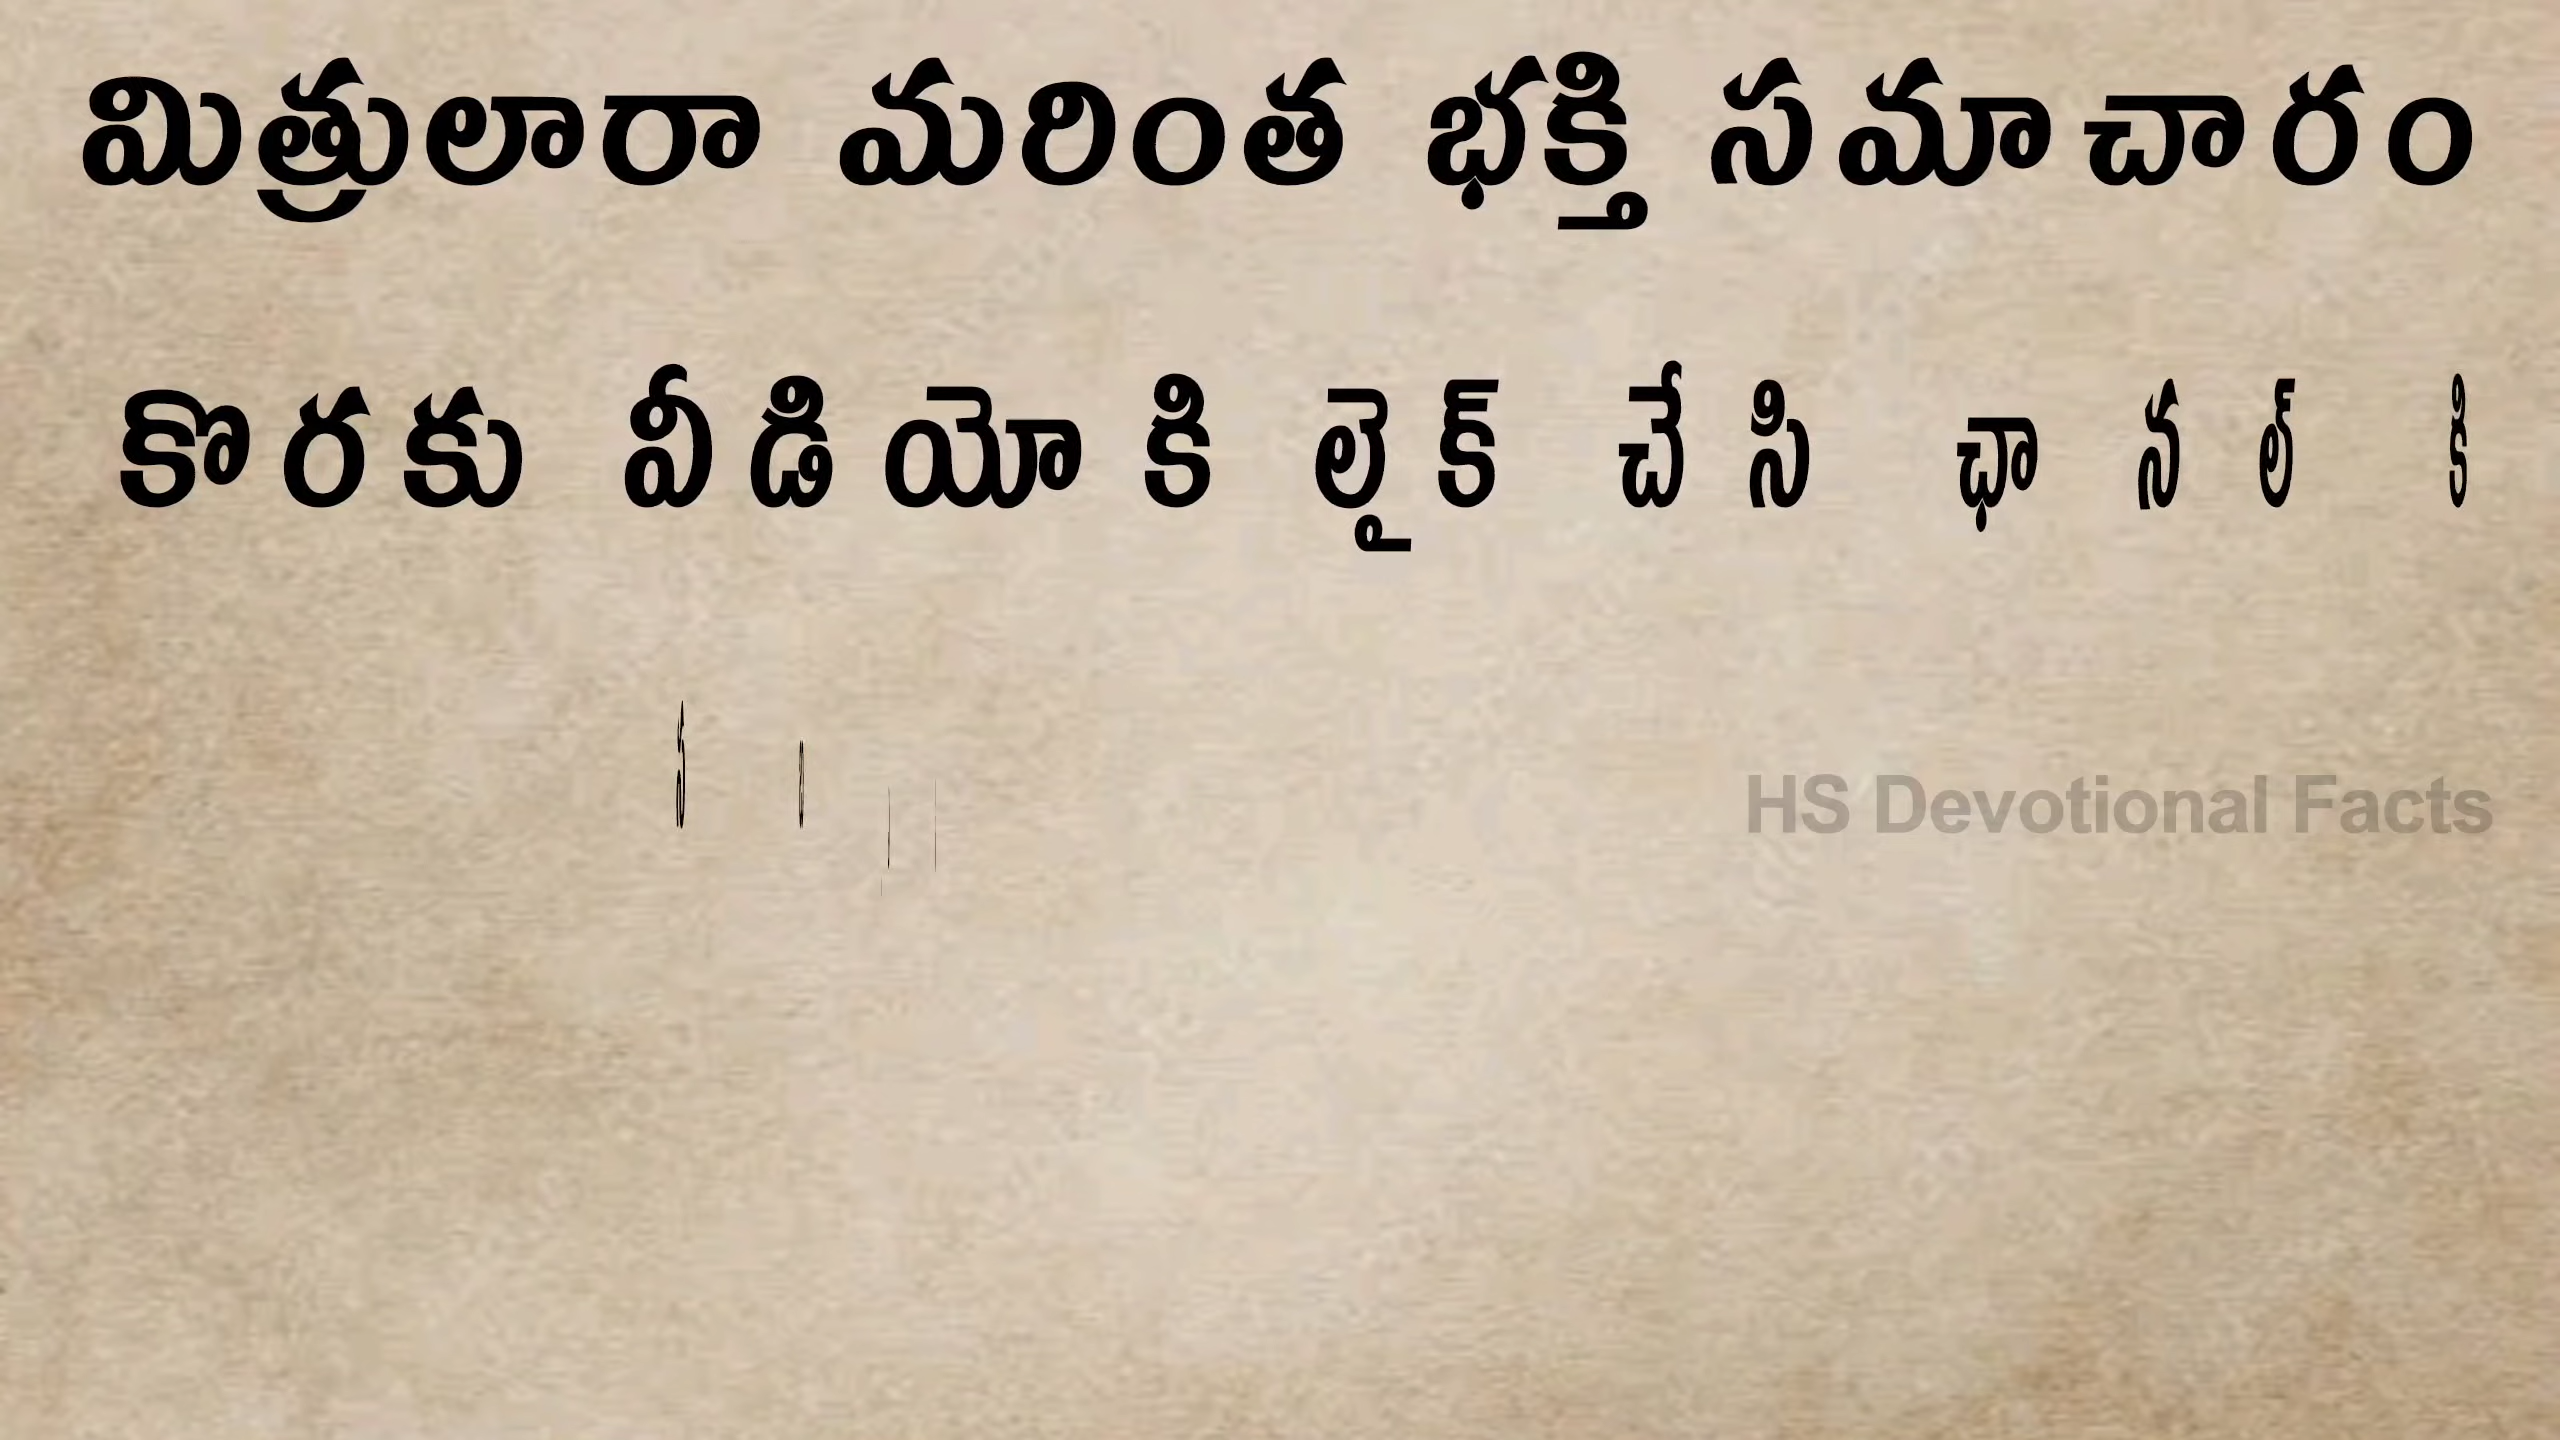 మిత్రులారా మరింత భక్తి సమాచారం
కొరకు వీడియోకి లైక్ చేసి ఛానల్ కి
HS Devotional Facts